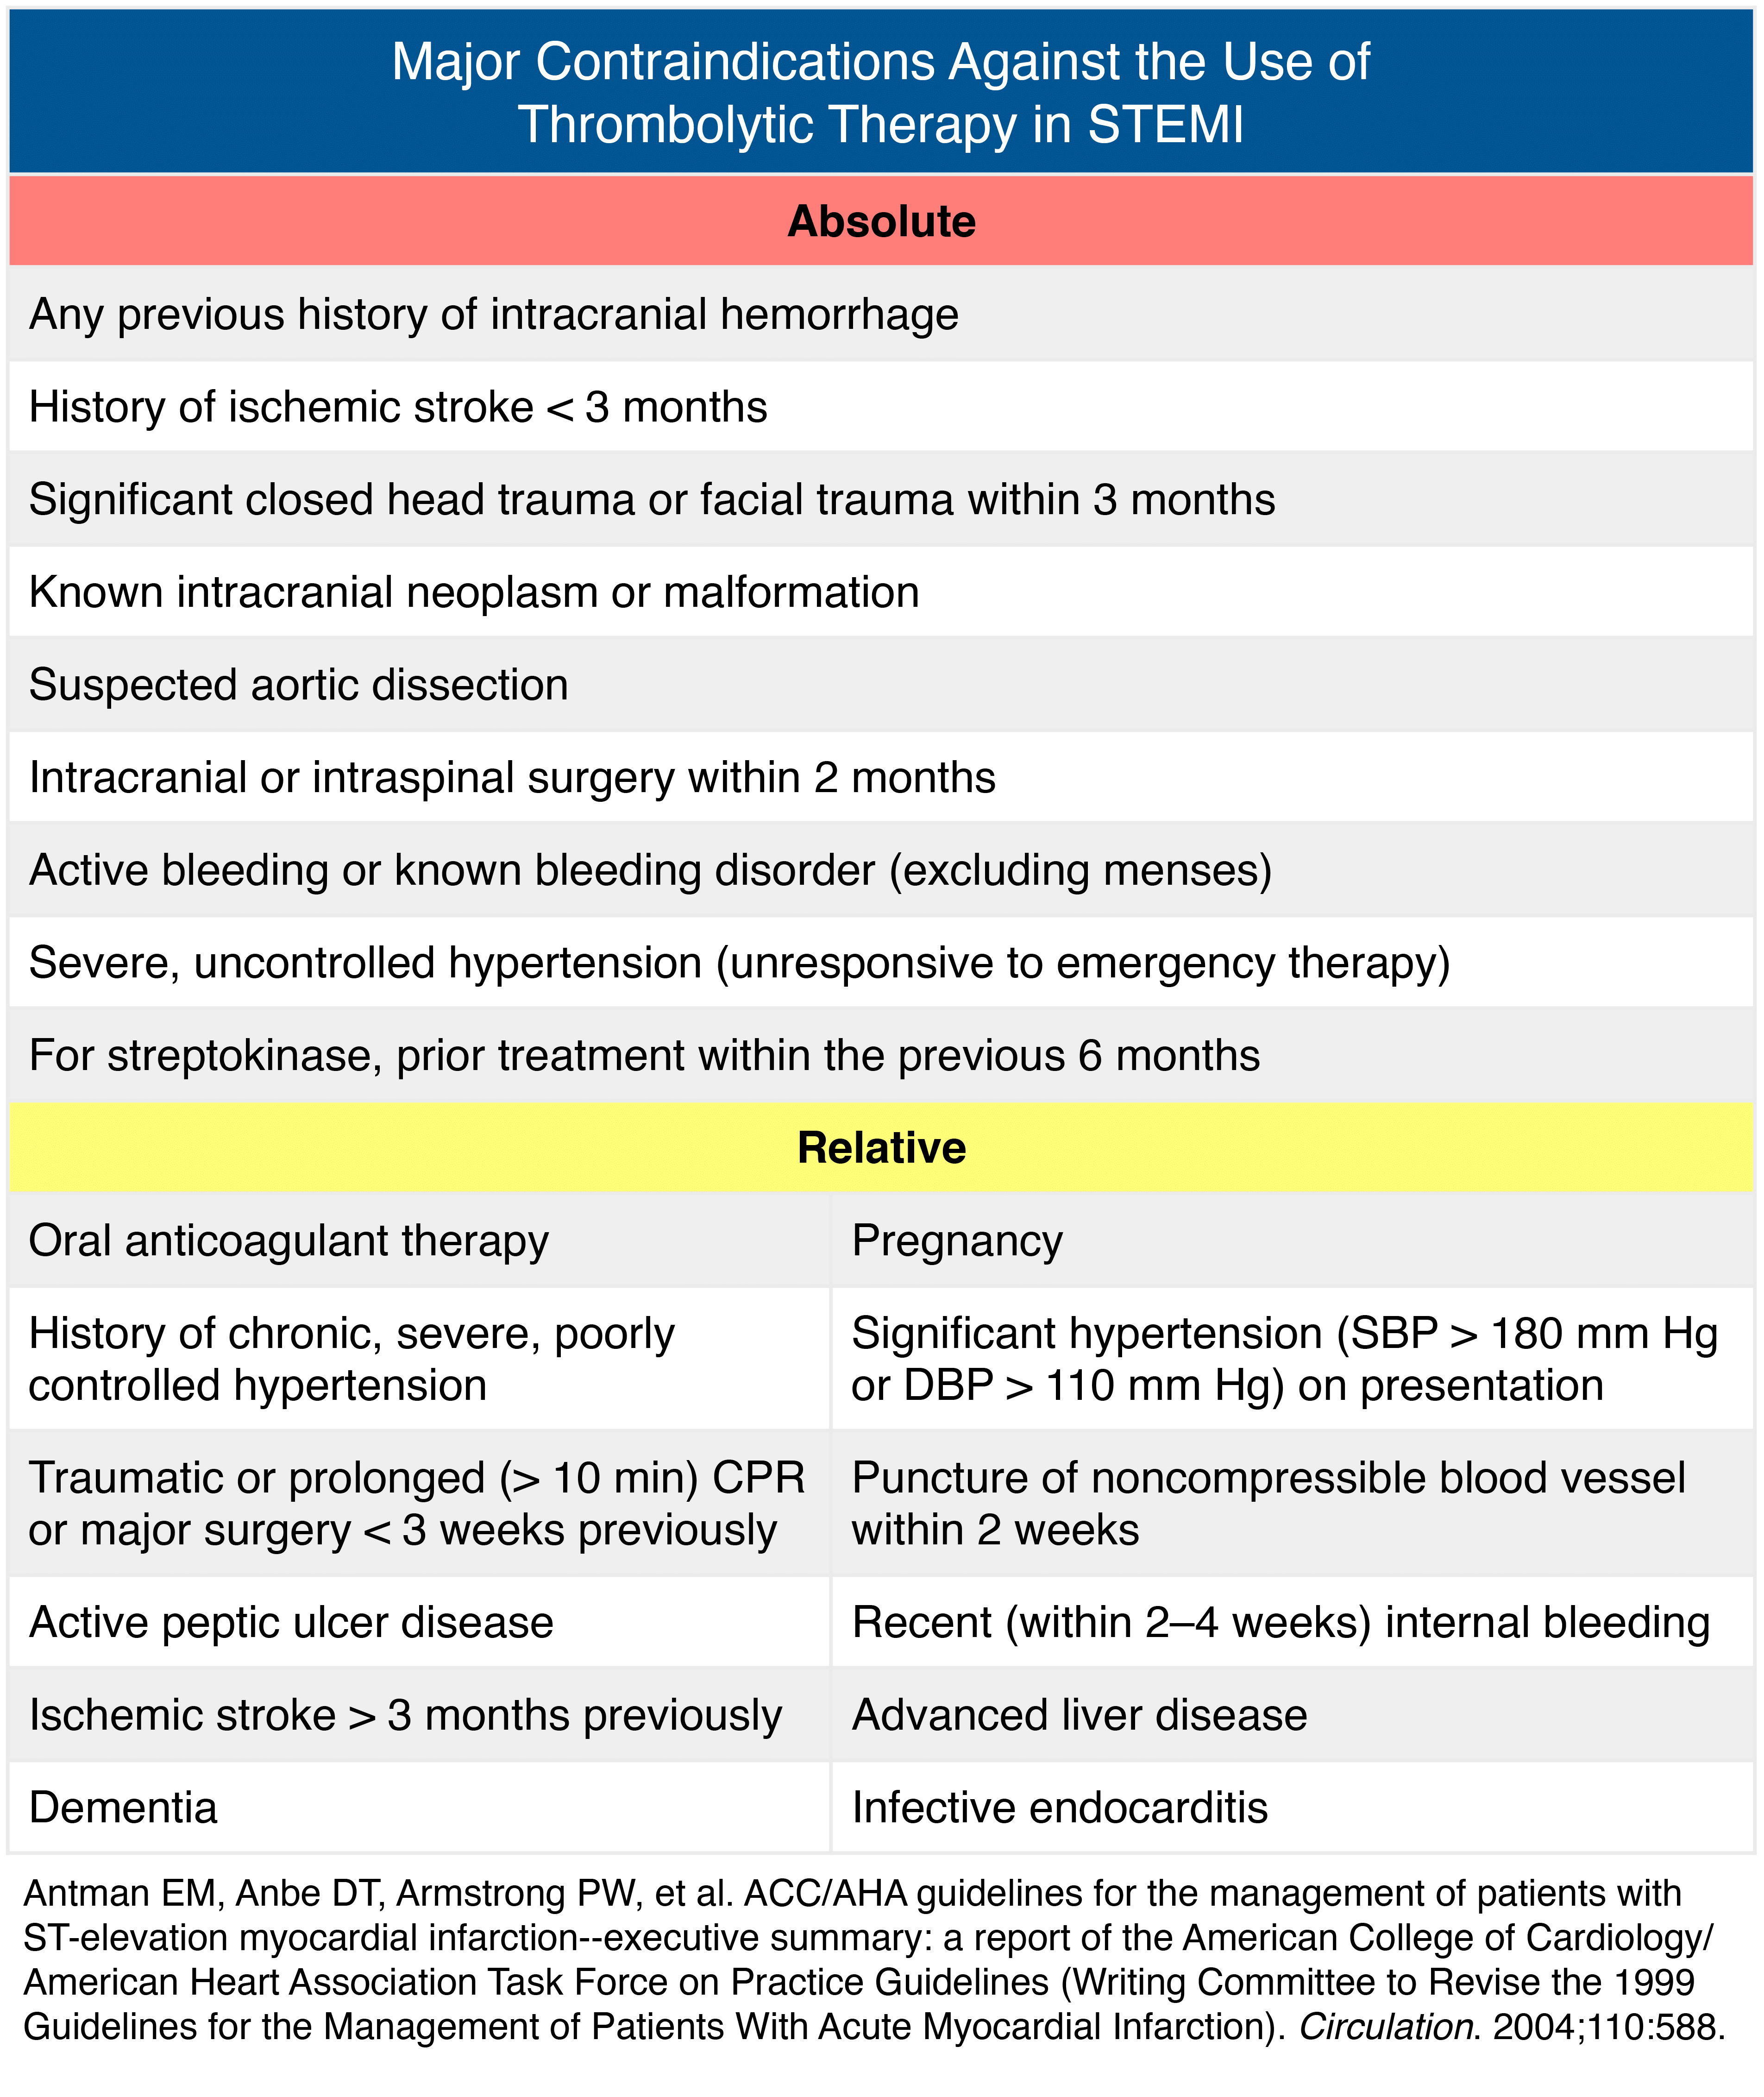 Major Contraindications Against the Use of
Thrombolytic Therapy in STEMI
Absolute
Any previous history of intracranial hemorrhage
History of ischemic stroke < 3 months
Significant closed head trauma or facial trauma within 3 months
Known intracranial neoplasm or malformation
Suspected aortic dissection
Intracranial or intraspinal surgery within 2 months
Active bleeding or known bleeding disorder (excluding menses)
Severe, uncontrolled hypertension (unresponsive to emergency therapy)
For streptokinase, prior treatment within the previous 6 months
Relative
Oral anticoagulant therapy
Pregnancy
History of chronic, severe, poorly
controlled hypertension
Significant hypertension (SBP > 180 mm Hg
or DBP > 110 mm Hg) on presentation
Traumatic or prolonged (> 10 min) CPR
or major surgery < 3 weeks previously
Puncture of noncompressible blood vessel
within 2 weeks
Active peptic ulcer disease
Recent (within 2–4 weeks) internal bleeding
Ischemic stroke > 3 months previously
Advanced liver disease
Dementia
Infective endocarditis
Antman EM, Anbe DT, Armstrong PW, et al. ACC/AHA guidelines for the management of patients with
ST-elevation myocardial infarction--executive summary: a report of the American College of Cardiology/
American Heart Association Task Force on Practice Guidelines (Writing Committee to Revise the 1999
Guidelines for the Management of Patients With Acute Myocardial Infarction). Circulation. 2004;110:588.